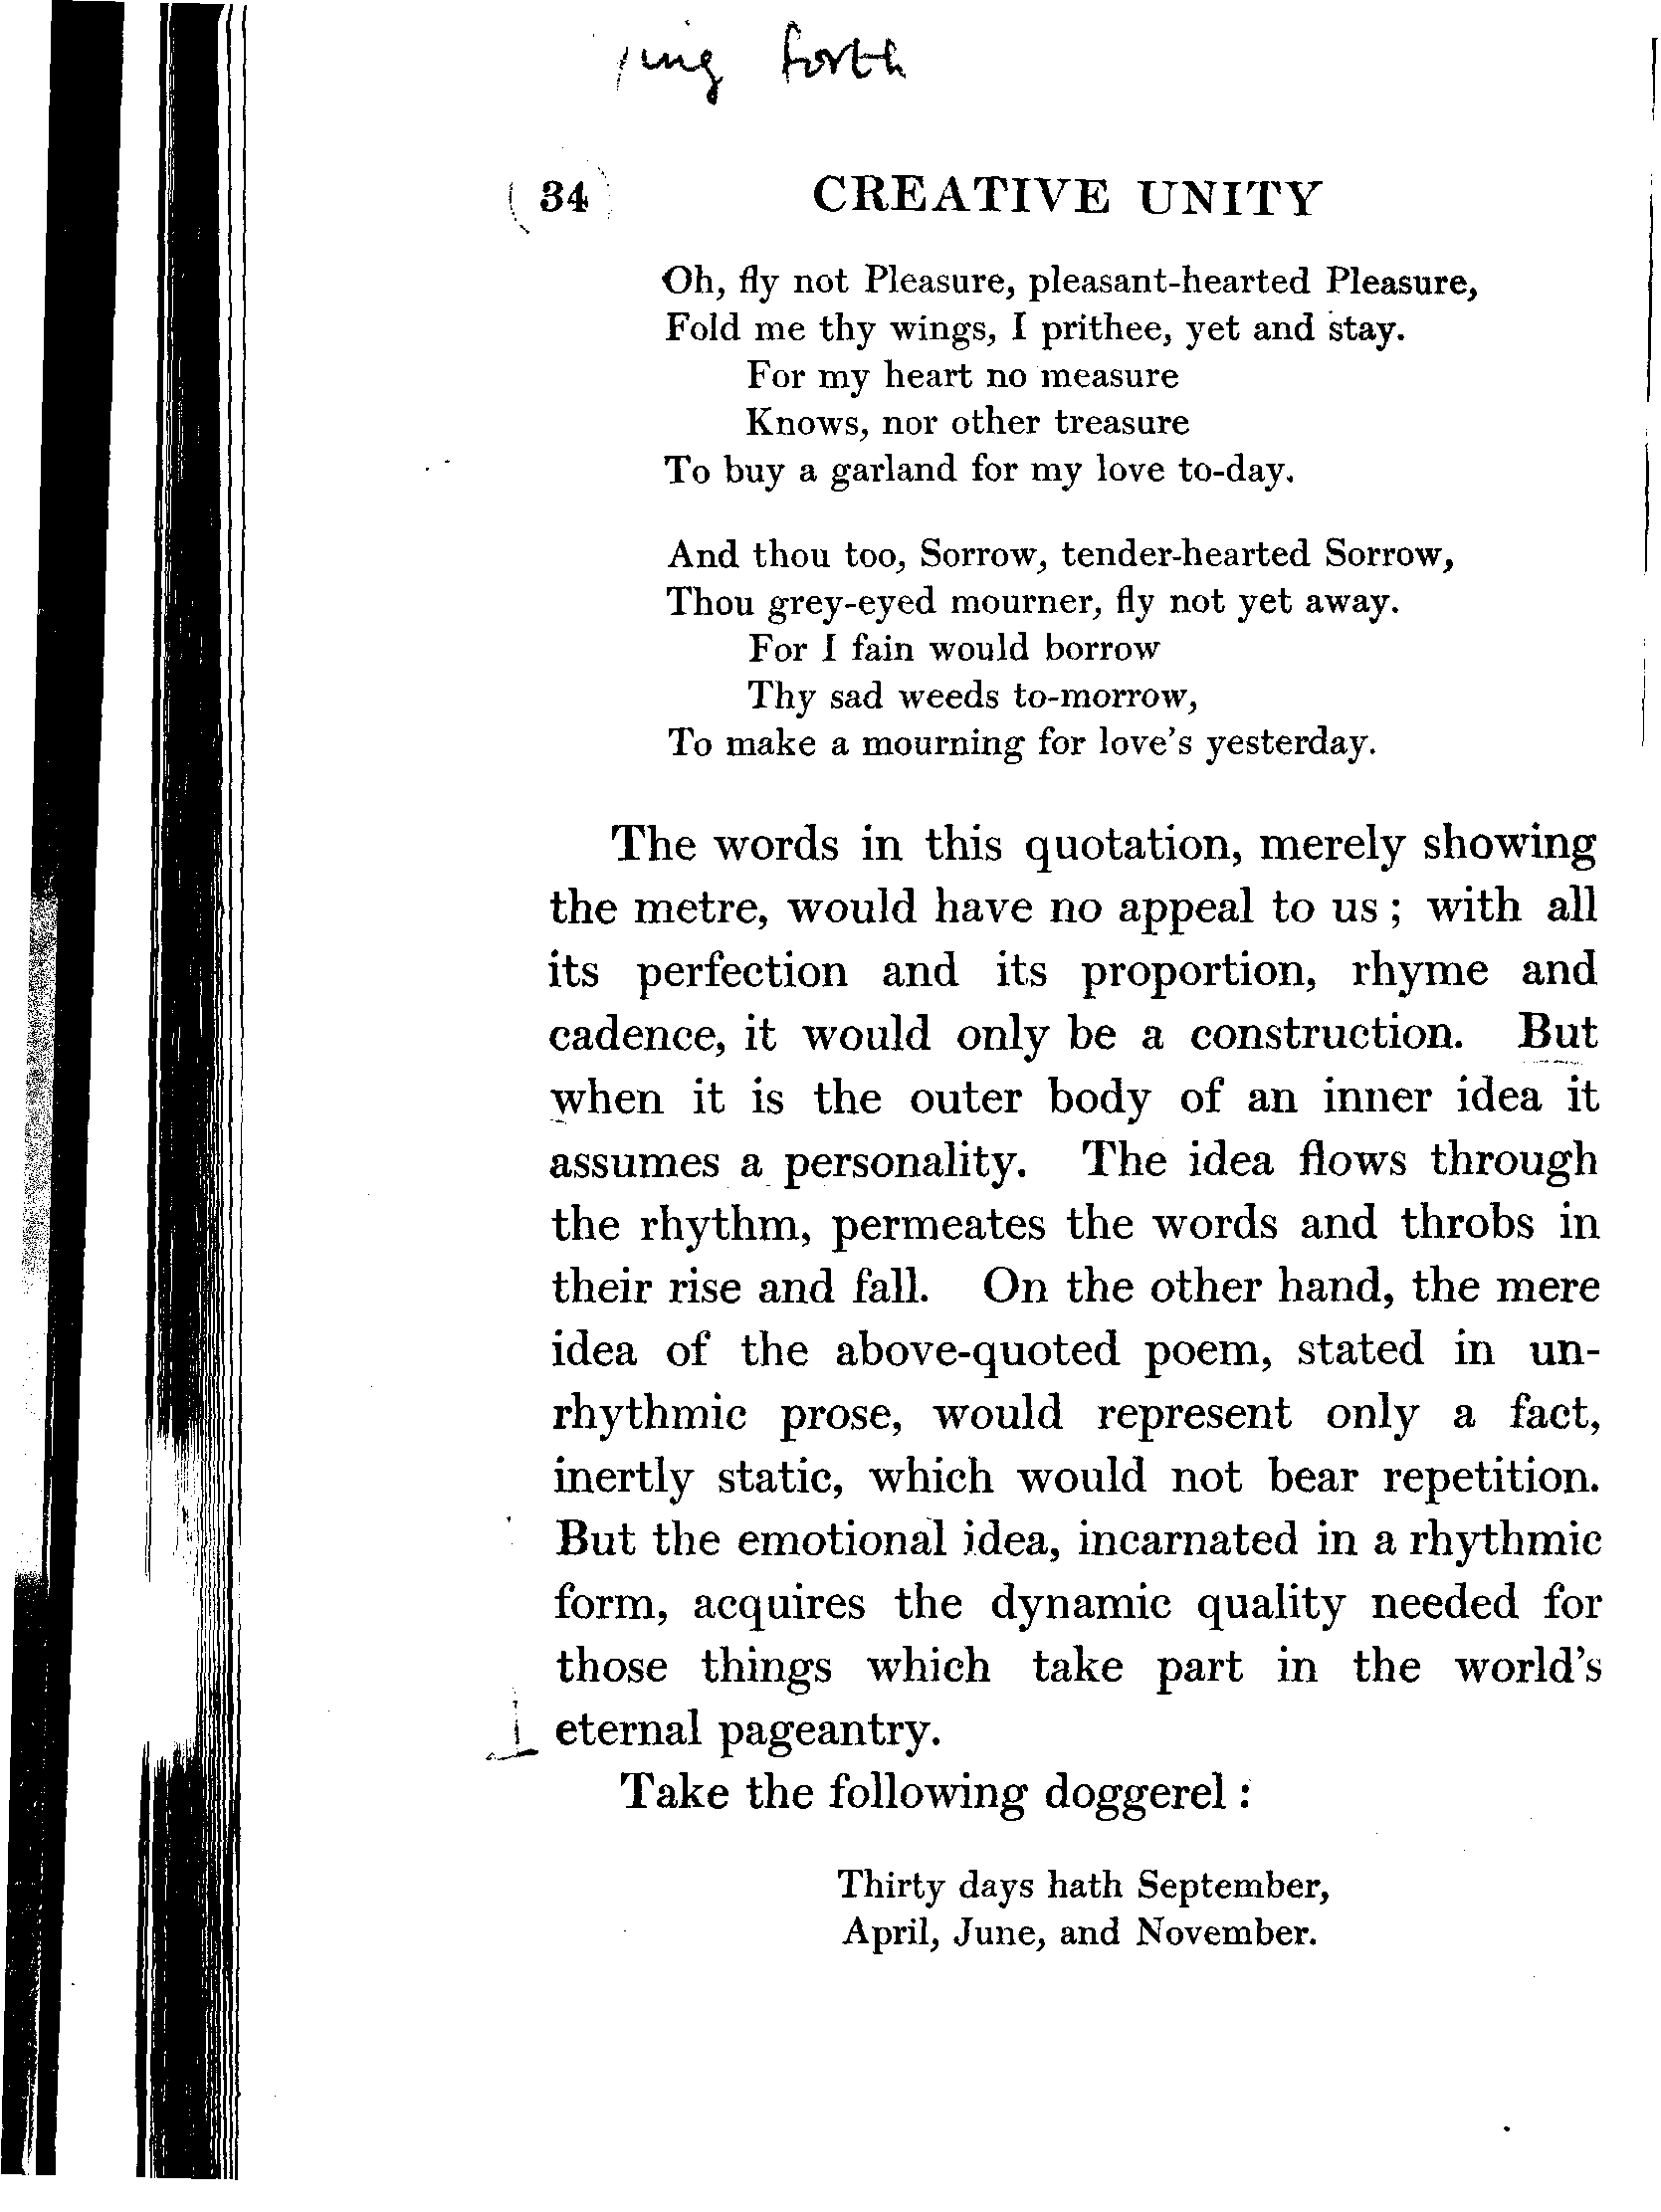 forth
34 CREATIVE UNITY
Oh, fly not Pleasure, pleasant-hearted Pleasure,
Fold me thy wings, I prithee, yet and stay.
For my heart no measure
Knows, nor other treasure
To buy a garland for my love to-day.
And thou too, Sorrow, tender-hearted Sorrow,
Thou grey-eyed mourner, fly not yet away.
For I fain would borrow
Thy sad weeds to-morrow,
To make a mourning for love's yesterday.
The words in this quotation, merely showing
the metre, would have no appeal to us; with all
its perfection and its proportion, rhyme and
cadence, it would only be a construction. But
when it is the outer body of an inner idea it
assumes a personality. The idea flows through
the rhythm, permeates the words and throbs in
their rise and fall. On the other hand, the mere
idea of the above-quoted poem, stated in un-
rhythmic prose, would represent only a fact,
inertly static, which would not bear repetition.
But the emotional idea, incarnated in a rhythmic
form, acquires the dynamic quality needed for
those things which take part in the world's
eternal pageantry.
Take the following doggerel:
Thirty days hath September,
April, June, and November.